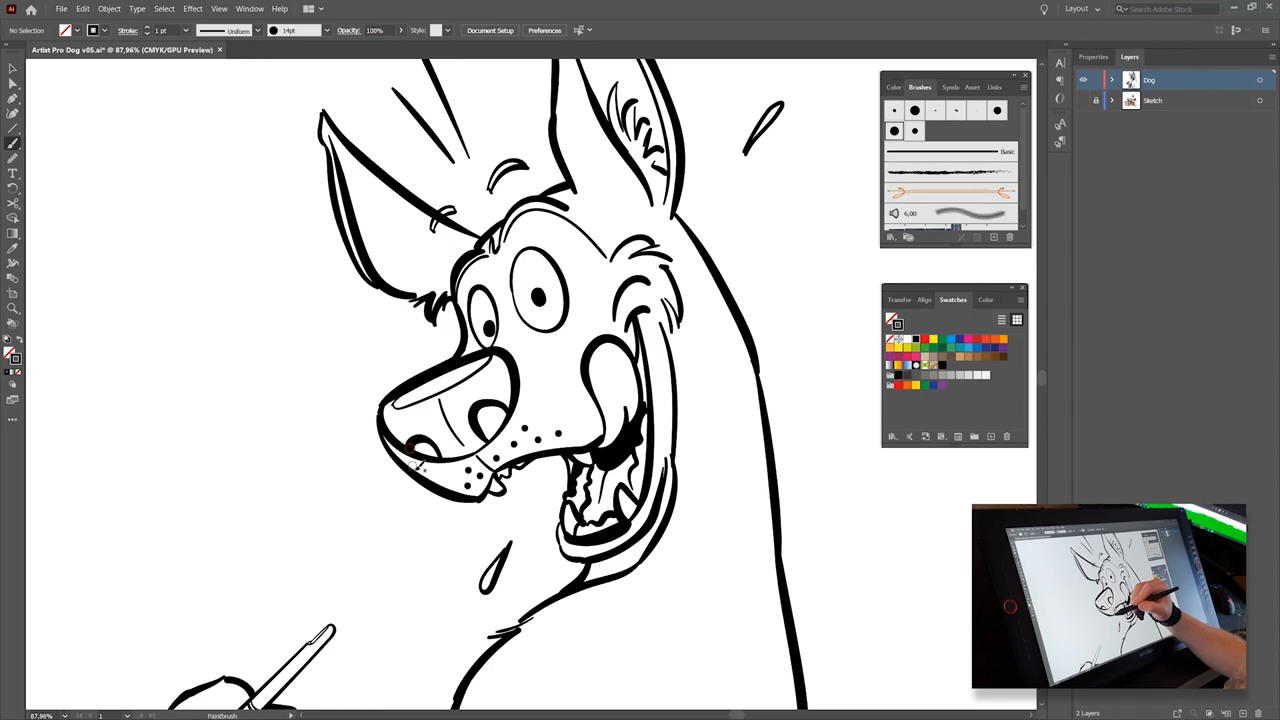 File Edit Object Type Select Effect View Window Help
Layout
Adobe Stock
No Selection
Stroke:
1 pt
Uniform
14pt
Opacity:
100%
Style:
Document Setup
Preferences
Artist Pro Dog v05.ai* @ 87,96% (CMYK/GPU Preview) ×
Properties Layers
Dog
Sketch
Color Brushes Symbo Asset Links
Basic
6,00
Transfor Align Swatches Color
87,96%
1
Paintbrush
2 Layers